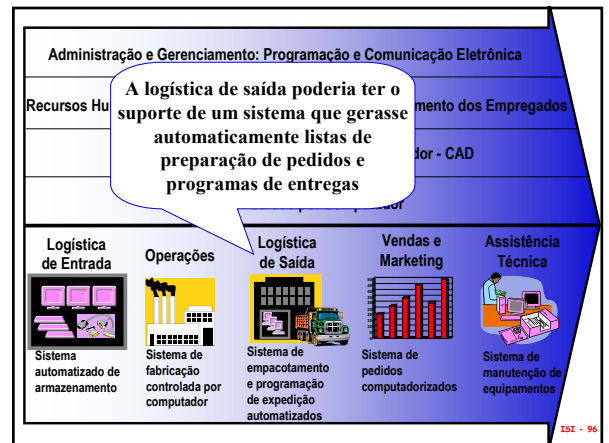 Administração e Gerenciamento: Programação e Comunicação Eletrônica
Recursos Hu
mento dos Empregados
dor - CAD
A logística de saída poderia ter o
suporte de um sistema que gerasse
automaticamente listas de
preparação de pedidos e
programas de entregas
Logística
de Entrada
Operações
Logística
de Saída
Vendas e
Marketing
Assistência
Técnica
Sistema
automatizado de
armazenamento
Sistema de
fabricação
controlada por
computador
Sistema de
empacotamento
e programação
de expedição
automatizados
Sistema de
pedidos
computadorizados
Sistema de
manutenção de
equipamentos
ISI - 96